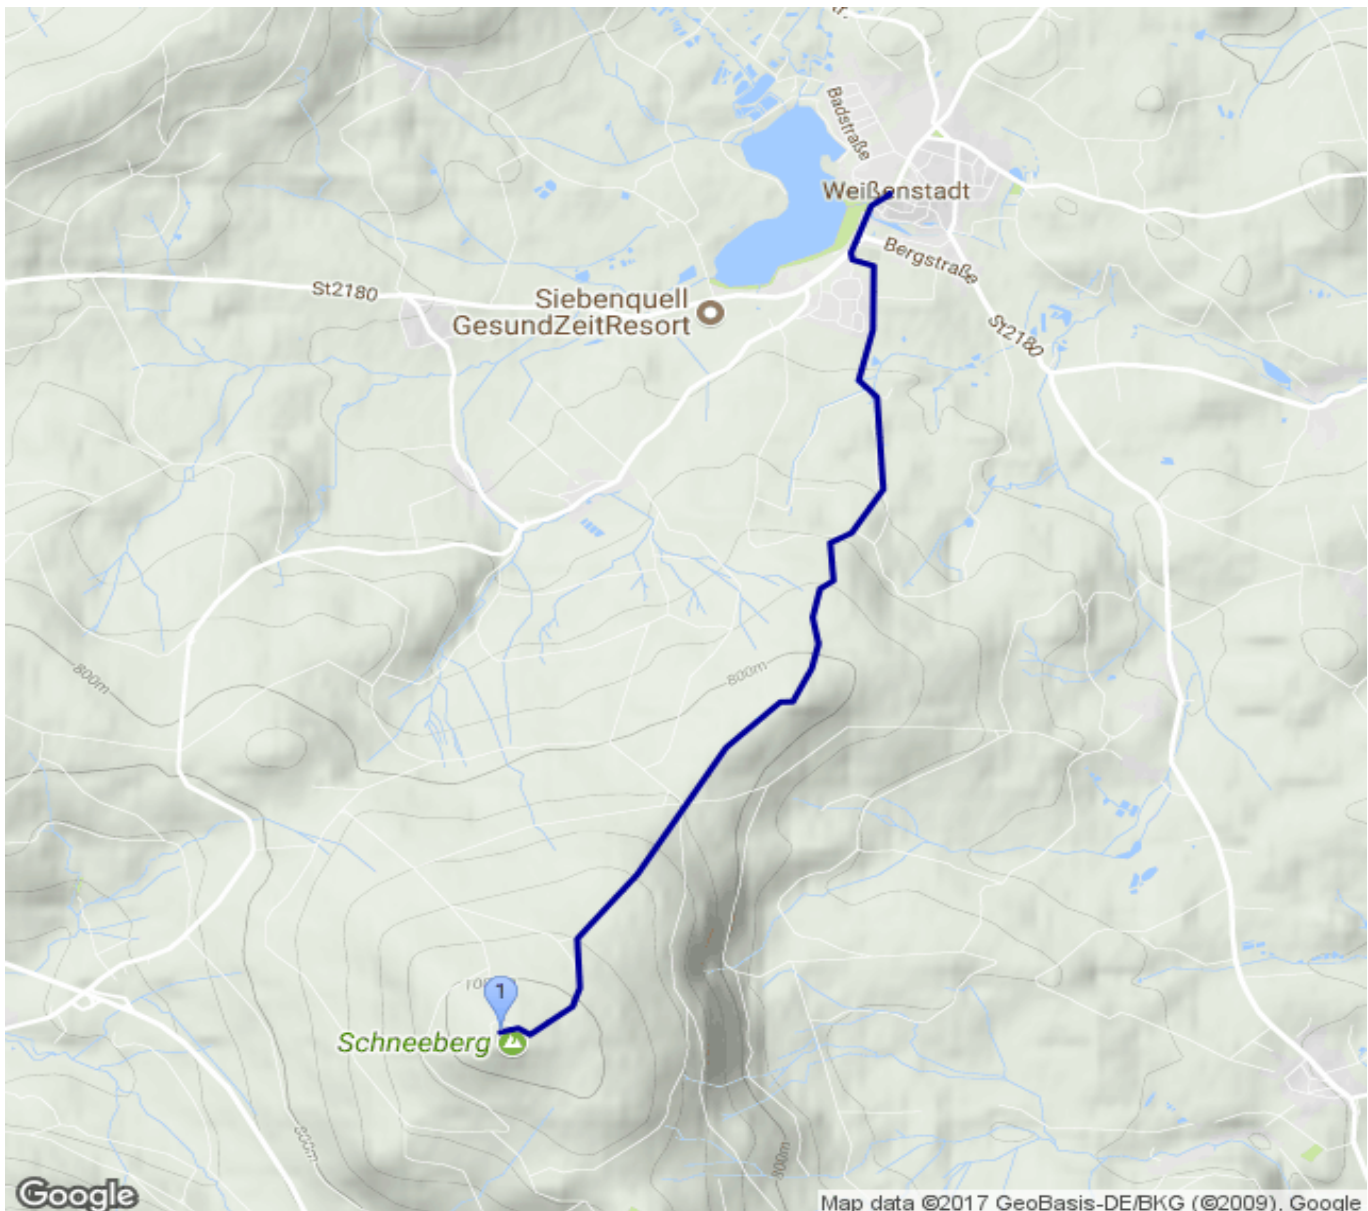 Badstraße
Weißenstadt
Bergstraße
St2180
Siebenquell
GesundZeitResort
St2180
800m
800m
1
Schneeberg
800m
800m
Google
Map data ©2017 GeoBasis-DE/BKG (©2009), Google